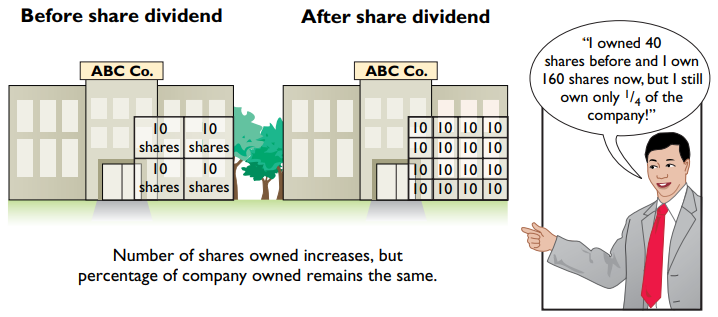 Before share dividend
After share dividend
ABC Co.
10 10
shares shares
10 10
shares shares
ABC Co.
10 10 10 10
10 10 10 10
10 10 10 10
10 10 10 10
“I owned 40
shares before and I own
160 shares now, but I still
own only 1/4 of the
company!”
Number of shares owned increases, but
percentage of company owned remains the same.